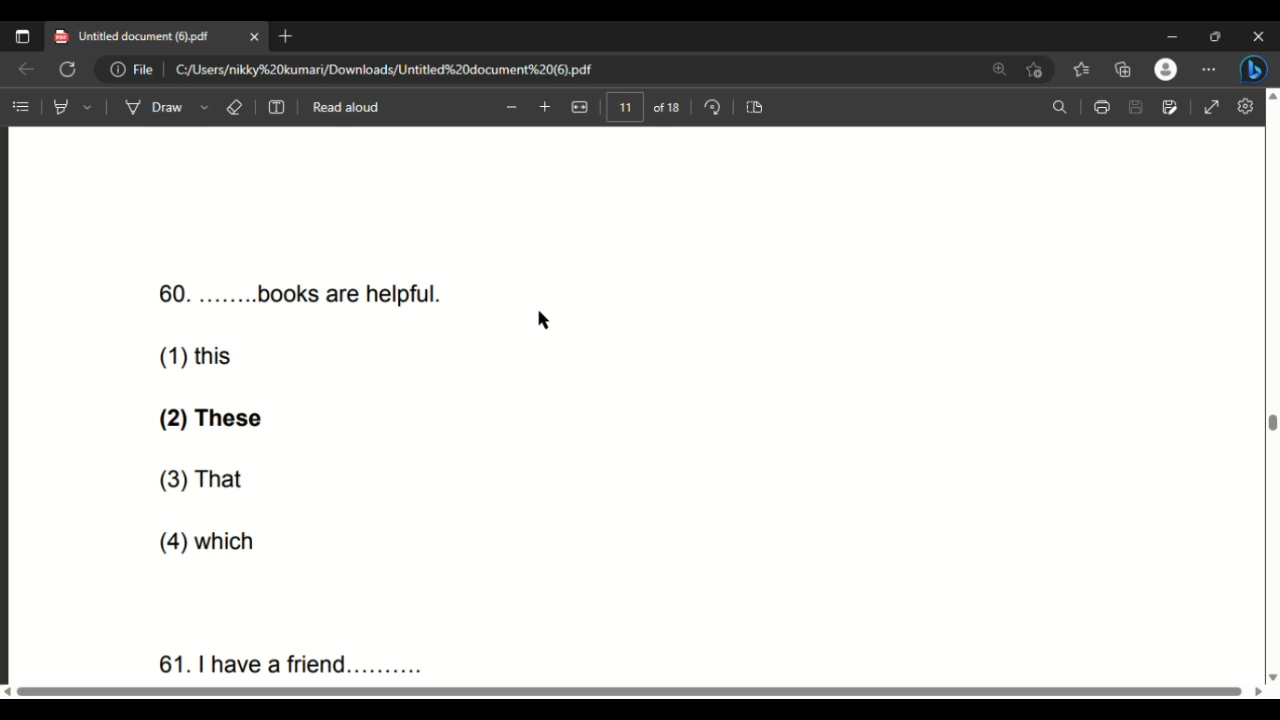 Untitled document (6).pdf
File C:/Users/nikky%20kumari/Downloads/Untitled%20document%20(6).pdf
Draw Read aloud 11 of 18
60. ........books are helpful.
(1) this
(2) These
(3) That
(4) which
61. I have a friend..........